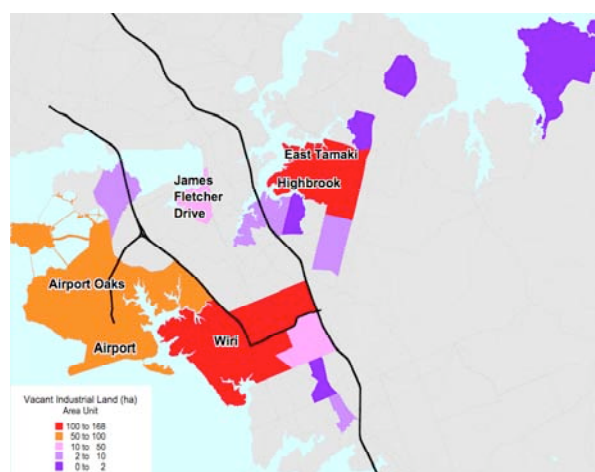 East Tamaki
Highbrook
James
Fletcher
Drive
Airport Oaks
Airport
Wiri
Vacant Industrial Land (ha)
Area Unit
100 to 168
50 to 100
10 to 50
2 to 10
0 to 2